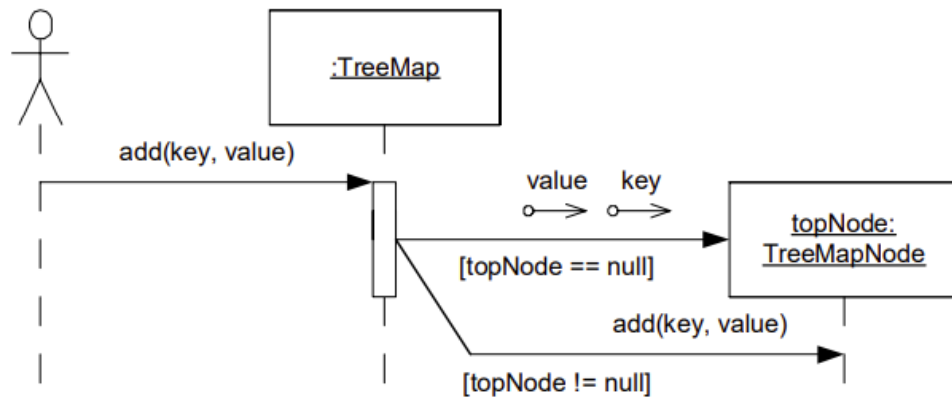 :TreeMap
add(key, value)
value key
topNode:
TreeMapNode
[topNode == null]
add(key, value)
[topNode != null]